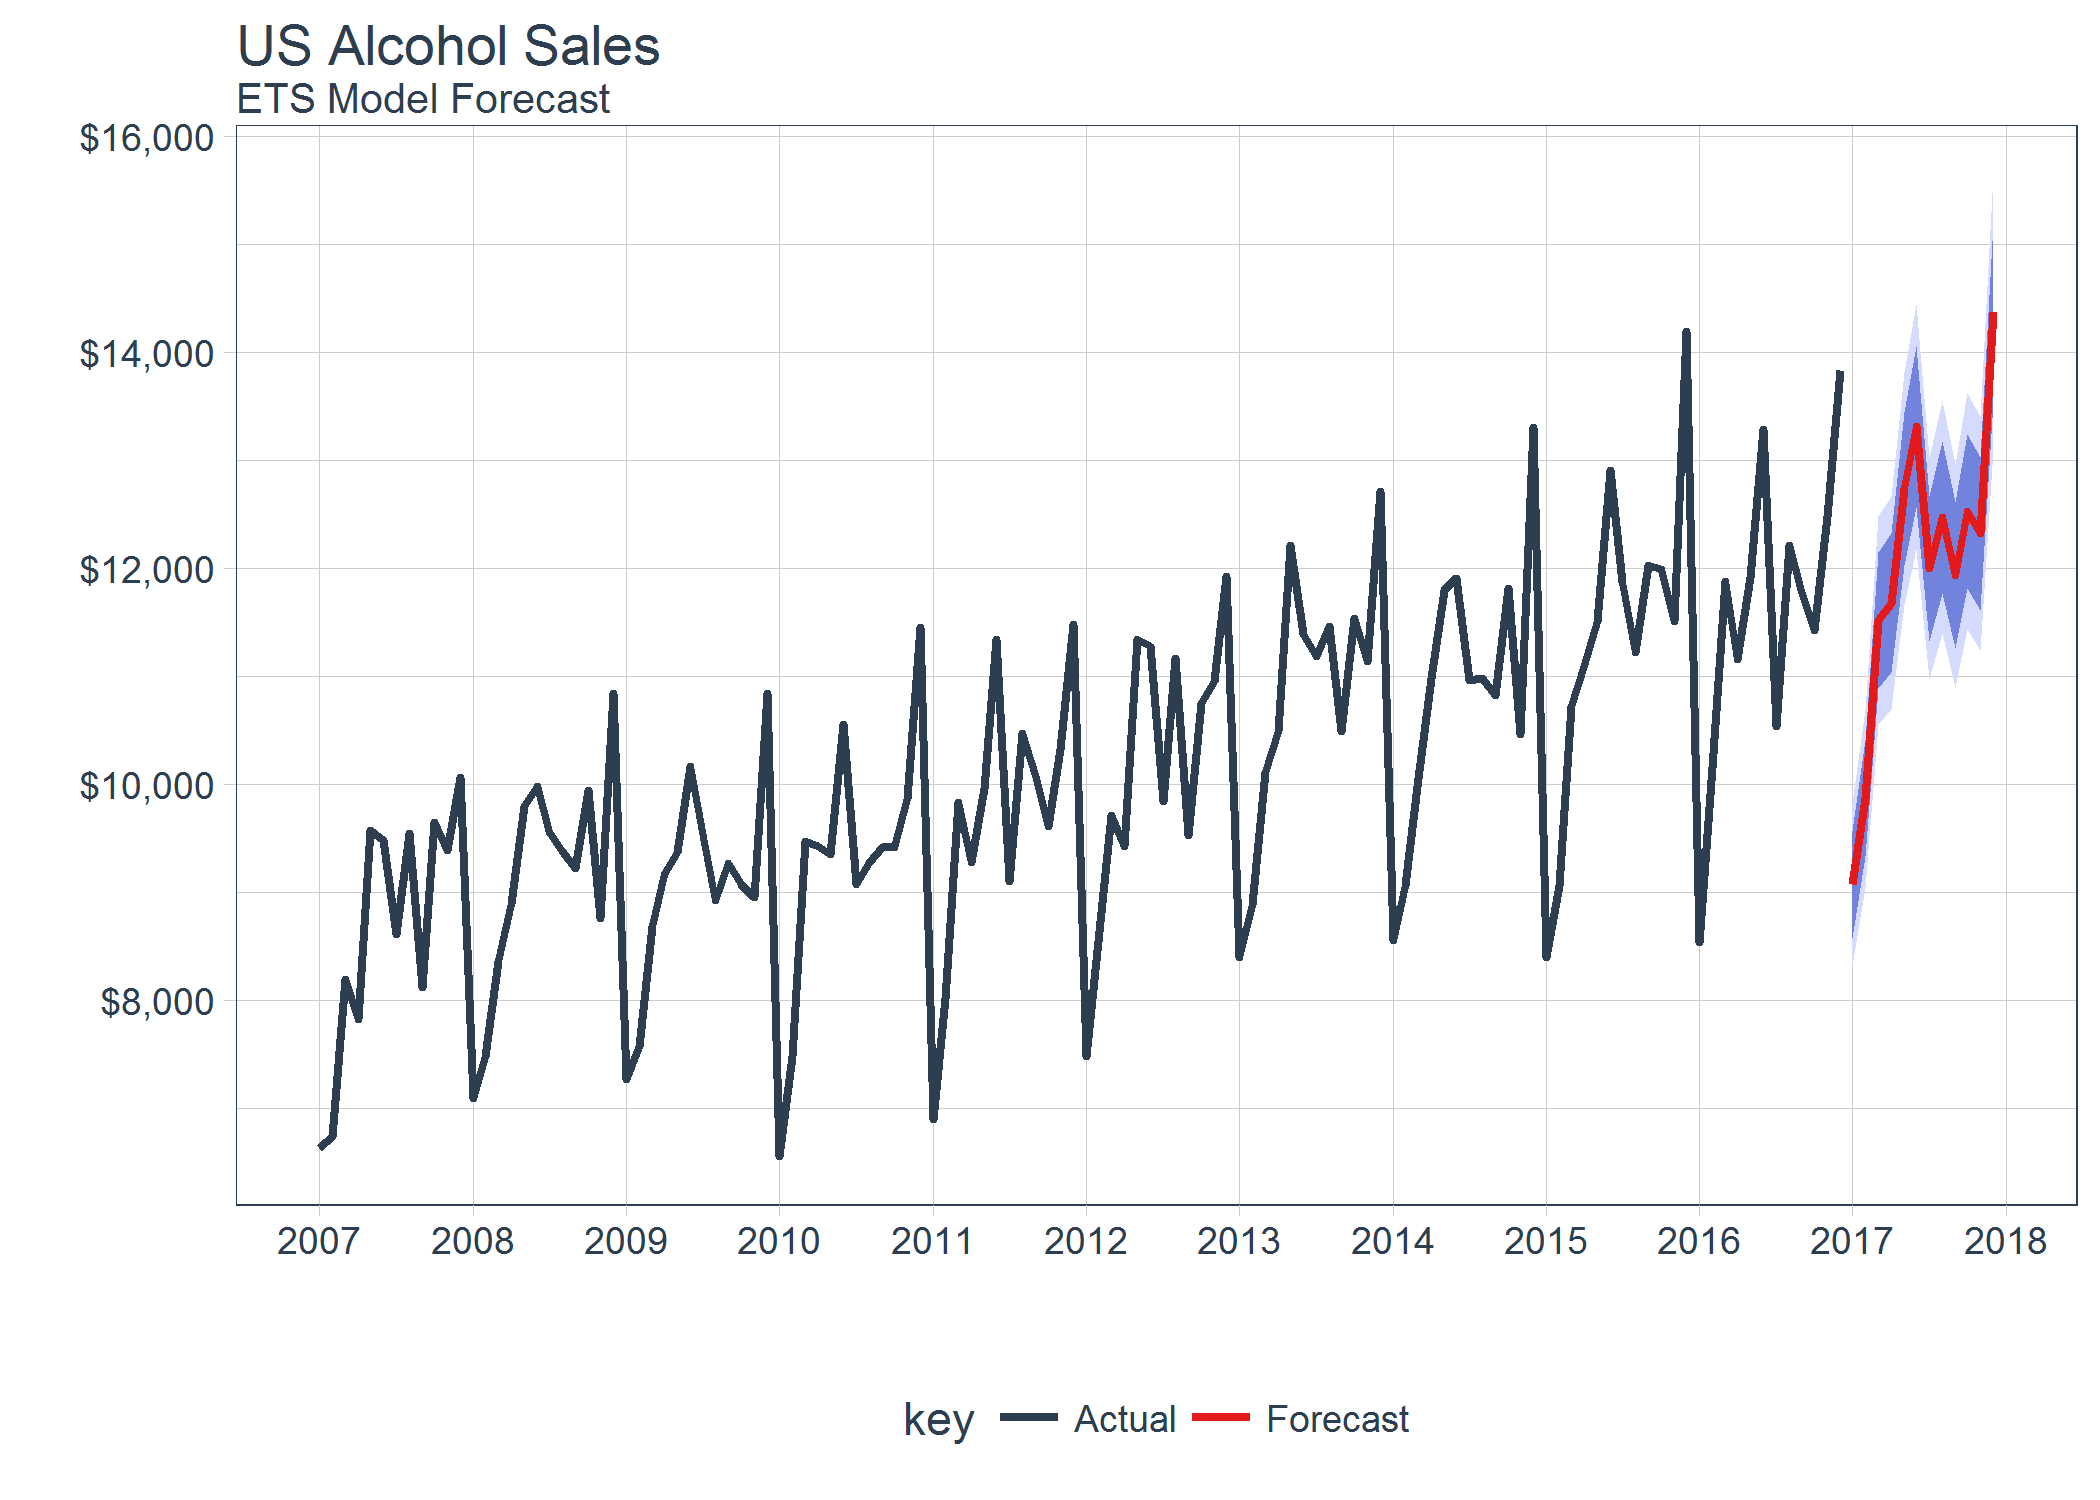 US Alcohol Sales
ETS Model Forecast
$16,000
$14,000
$12,000
$10,000
$8,000
2007 2008 2009 2010 2011 2012 2013 2014 2015 2016 2017 2018
key Actual Forecast